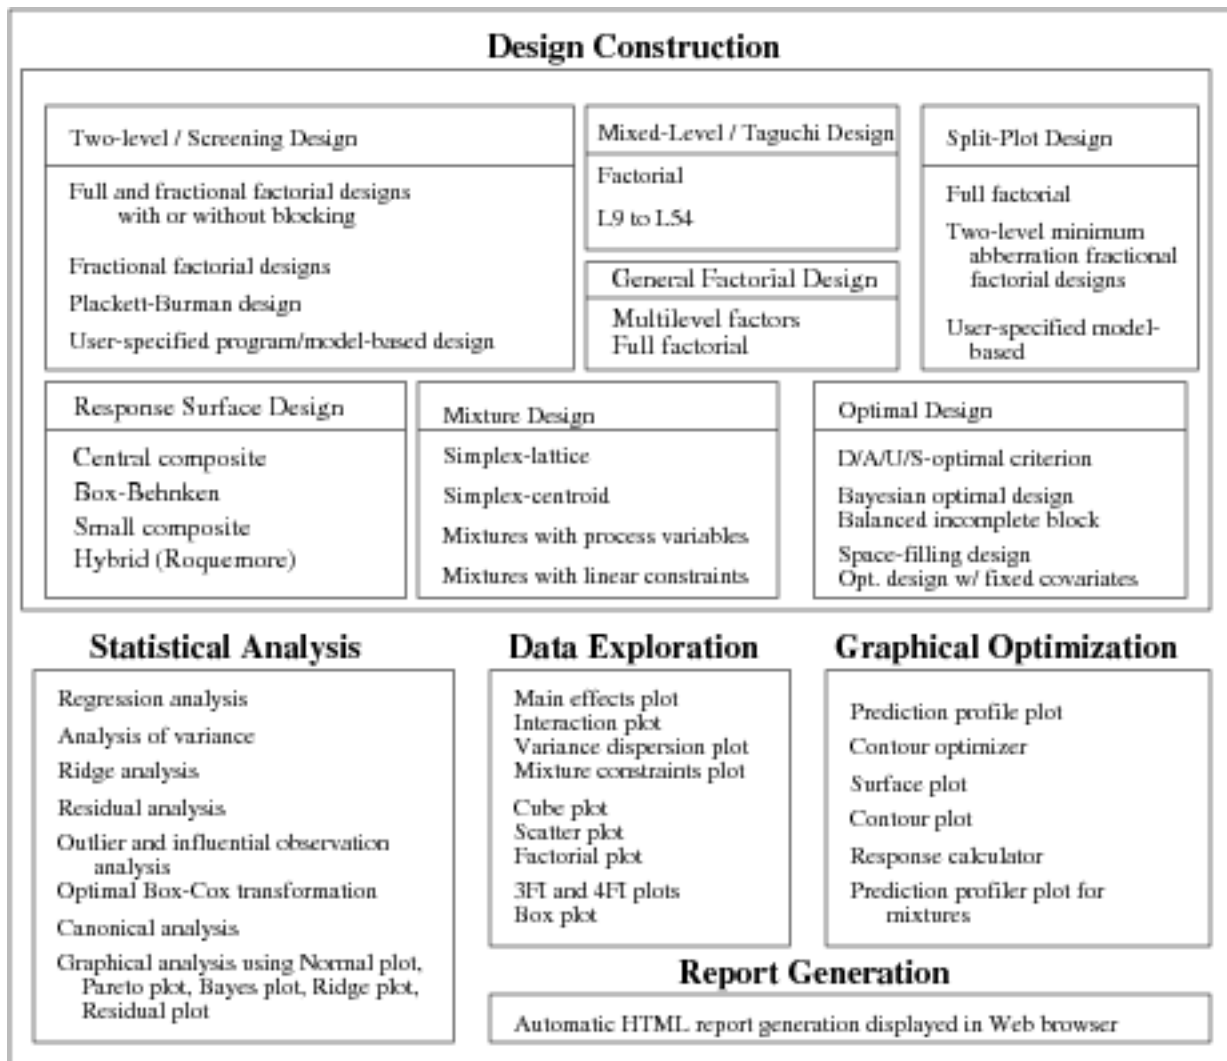 Design Construction
Two-level / Screening Design
Full and fractional factorial designs
with or without blocking
Fractional factorial designs
Plackett-Burman design
User-specified program/model-based design
Mixed-Level / Taguchi Design
Factorial
L9 to L54
General Factorial Design
Multilevel factors
Full factorial
Split-Plot Design
Full factorial
Two-level minimum
abberration fractional
factorial designs
User-specified model-
based
Response Surface Design
Central composite
Box-Behnken
Small composite
Hybrid (Roquemore)
Mixture Design
Simplex-lattice
Simplex-centroid
Mixtures with process variables
Mixtures with linear constraints
Optimal Design
D/A/U/S-optimal criterion
Bayesian optimal design
Balanced incomplete block
Space-filling design
Opt. design w/ fixed covariates
Statistical Analysis
Regression analysis
Analysis of variance
Ridge analysis
Residual analysis
Outlier and influential observation
analysis
Optimal Box-Cox transformation
Canonical analysis
Graphical analysis using Normal plot,
Pareto plot, Bayes plot, Ridge plot,
Residual plot
Data Exploration
Main effects plot
Interaction plot
Variance dispersion plot
Mixture constraints plot
Cube plot
Scatter plot
Factorial plot
3FI and 4FI plots
Box plot
Graphical Optimization
Prediction profile plot
Contour optimizer
Surface plot
Contour plot
Response calculator
Prediction profiler plot for
mixtures
Report Generation
Automatic HTML report generation displayed in Web browser